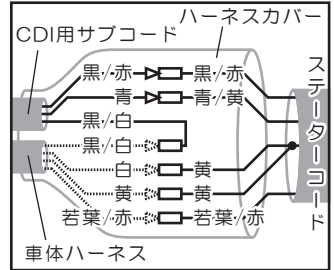 ハーネスカバー
CDI用サブコード
黒/赤 黒/赤
青 青/黄
黒/白
黒/白
白 黄
黄 黄
若葉/赤 若葉/赤
ステーターコード
車体ハーネス